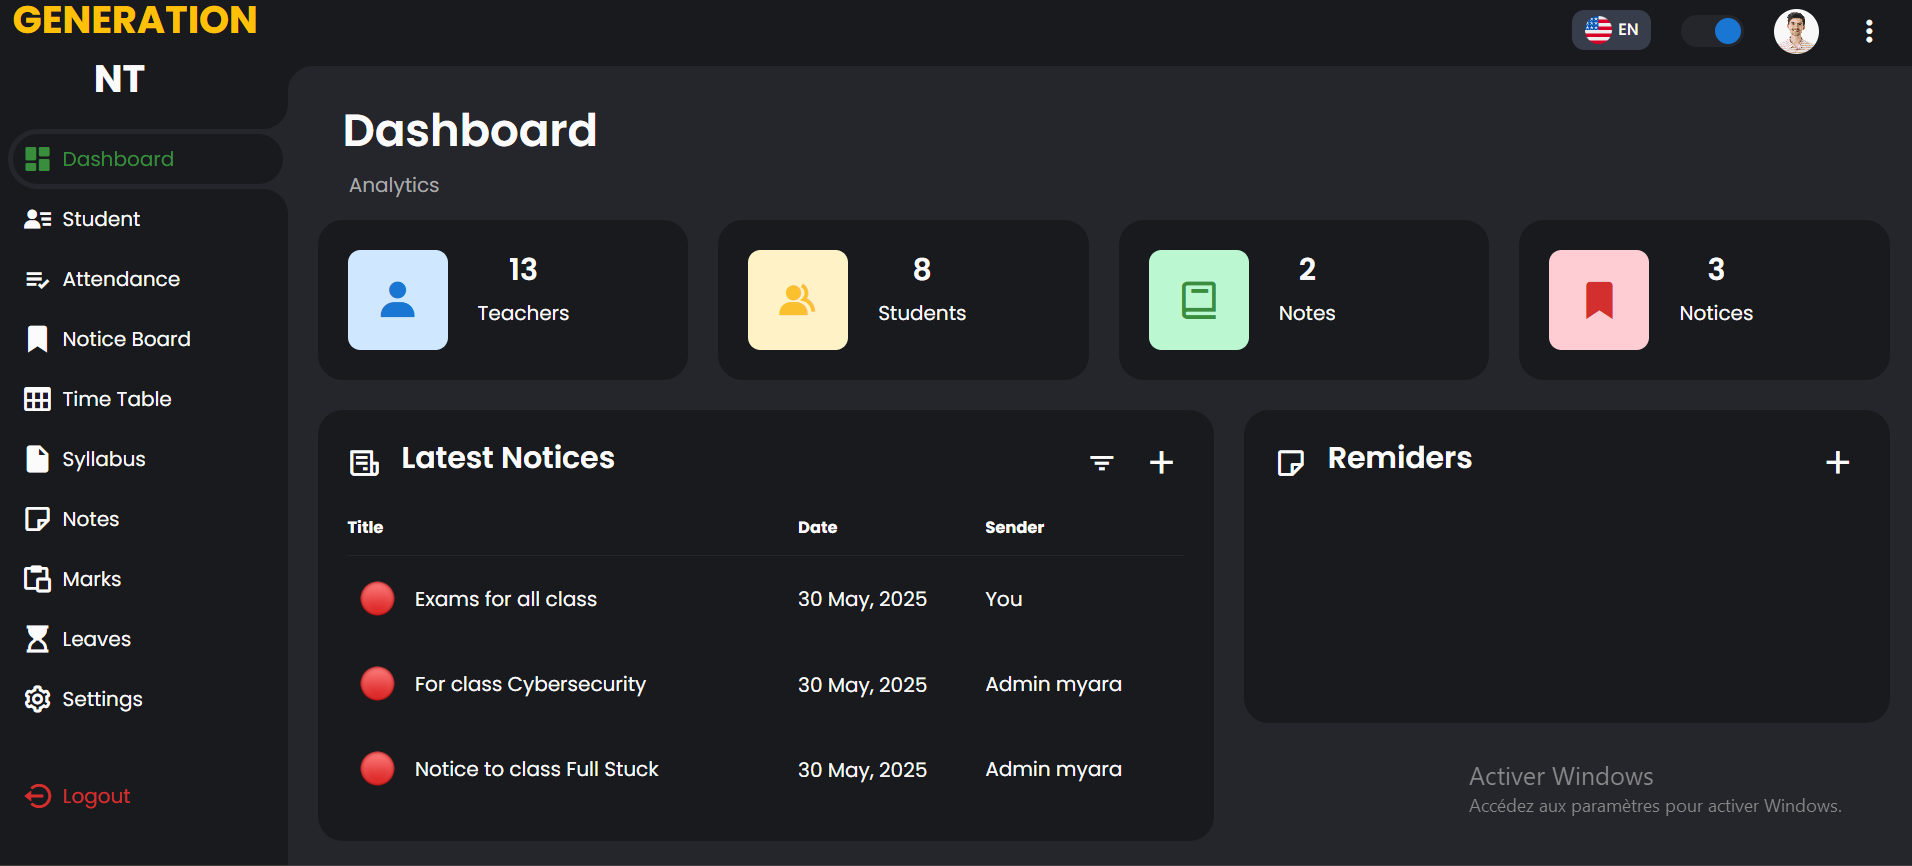 GENERATION
NT
EN
Dashboard
Student
Attendance
Notice Board
Time Table
Syllabus
Notes
Marks
Leaves
Settings
Logout
Dashboard
Analytics
13
Teachers
8
Students
2
Notes
3
Notices
Latest Notices
Title Date Sender
Exams for all class 30 May, 2025 You
For class Cybersecurity 30 May, 2025 Admin myara
Notice to class Full Stuck 30 May, 2025 Admin myara
Remiders
Activer Windows
Accédez aux paramètres pour activer Windows.